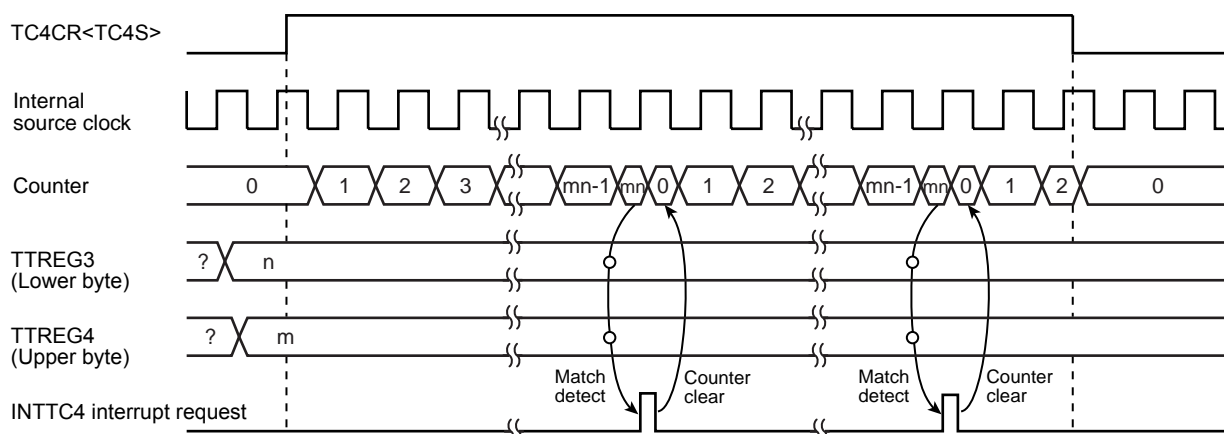 TC4CR<TC4S>
Internal
source clock
Counter
0 1 2 3 mn-1 mn 0 1 2 mn-1 mn 0 1 2 0
TTREG3
(Lower byte)
? n
TTREG4
(Upper byte)
? m
Match
detect
Counter
clear
Match
detect
Counter
clear
INTTC4 interrupt request